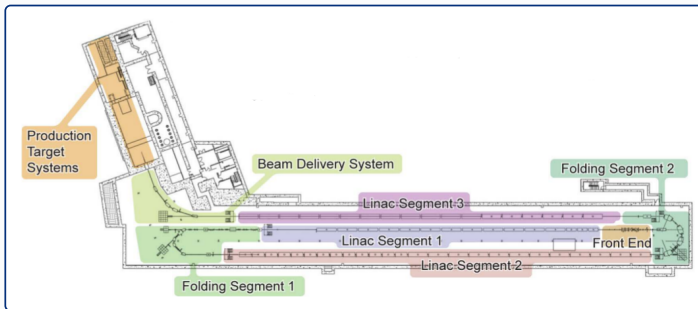 Production
Target
Systems
Beam Delivery System
Folding Segment 2
Linac Segment 3
Linac Segment 1
Front End
Linac Segment 2
Folding Segment 1